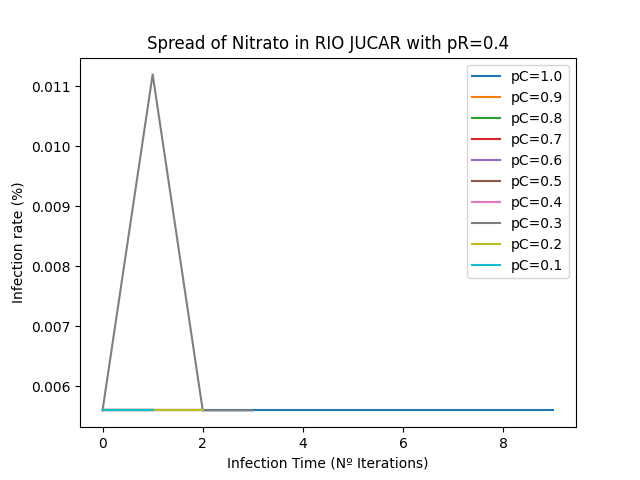 Spread of Nitrato in RIO JUCAR with pR=0.4
0.011
0.010
0.009
0.008
0.007
0.006
Infection rate (%)
0
2
4
6
8
Infection Time (Nº Iterations)
pC=1.0
pC=0.9
pC=0.8
pC=0.7
pC=0.6
pC=0.5
pC=0.4
pC=0.3
pC=0.2
pC=0.1